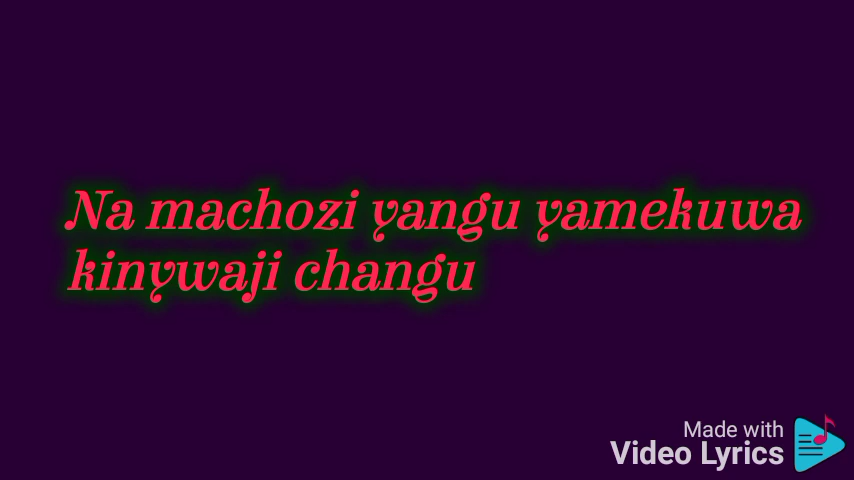 Na machozi yangu yamekuwa
kinywaji changu
Made with
Video Lyrics